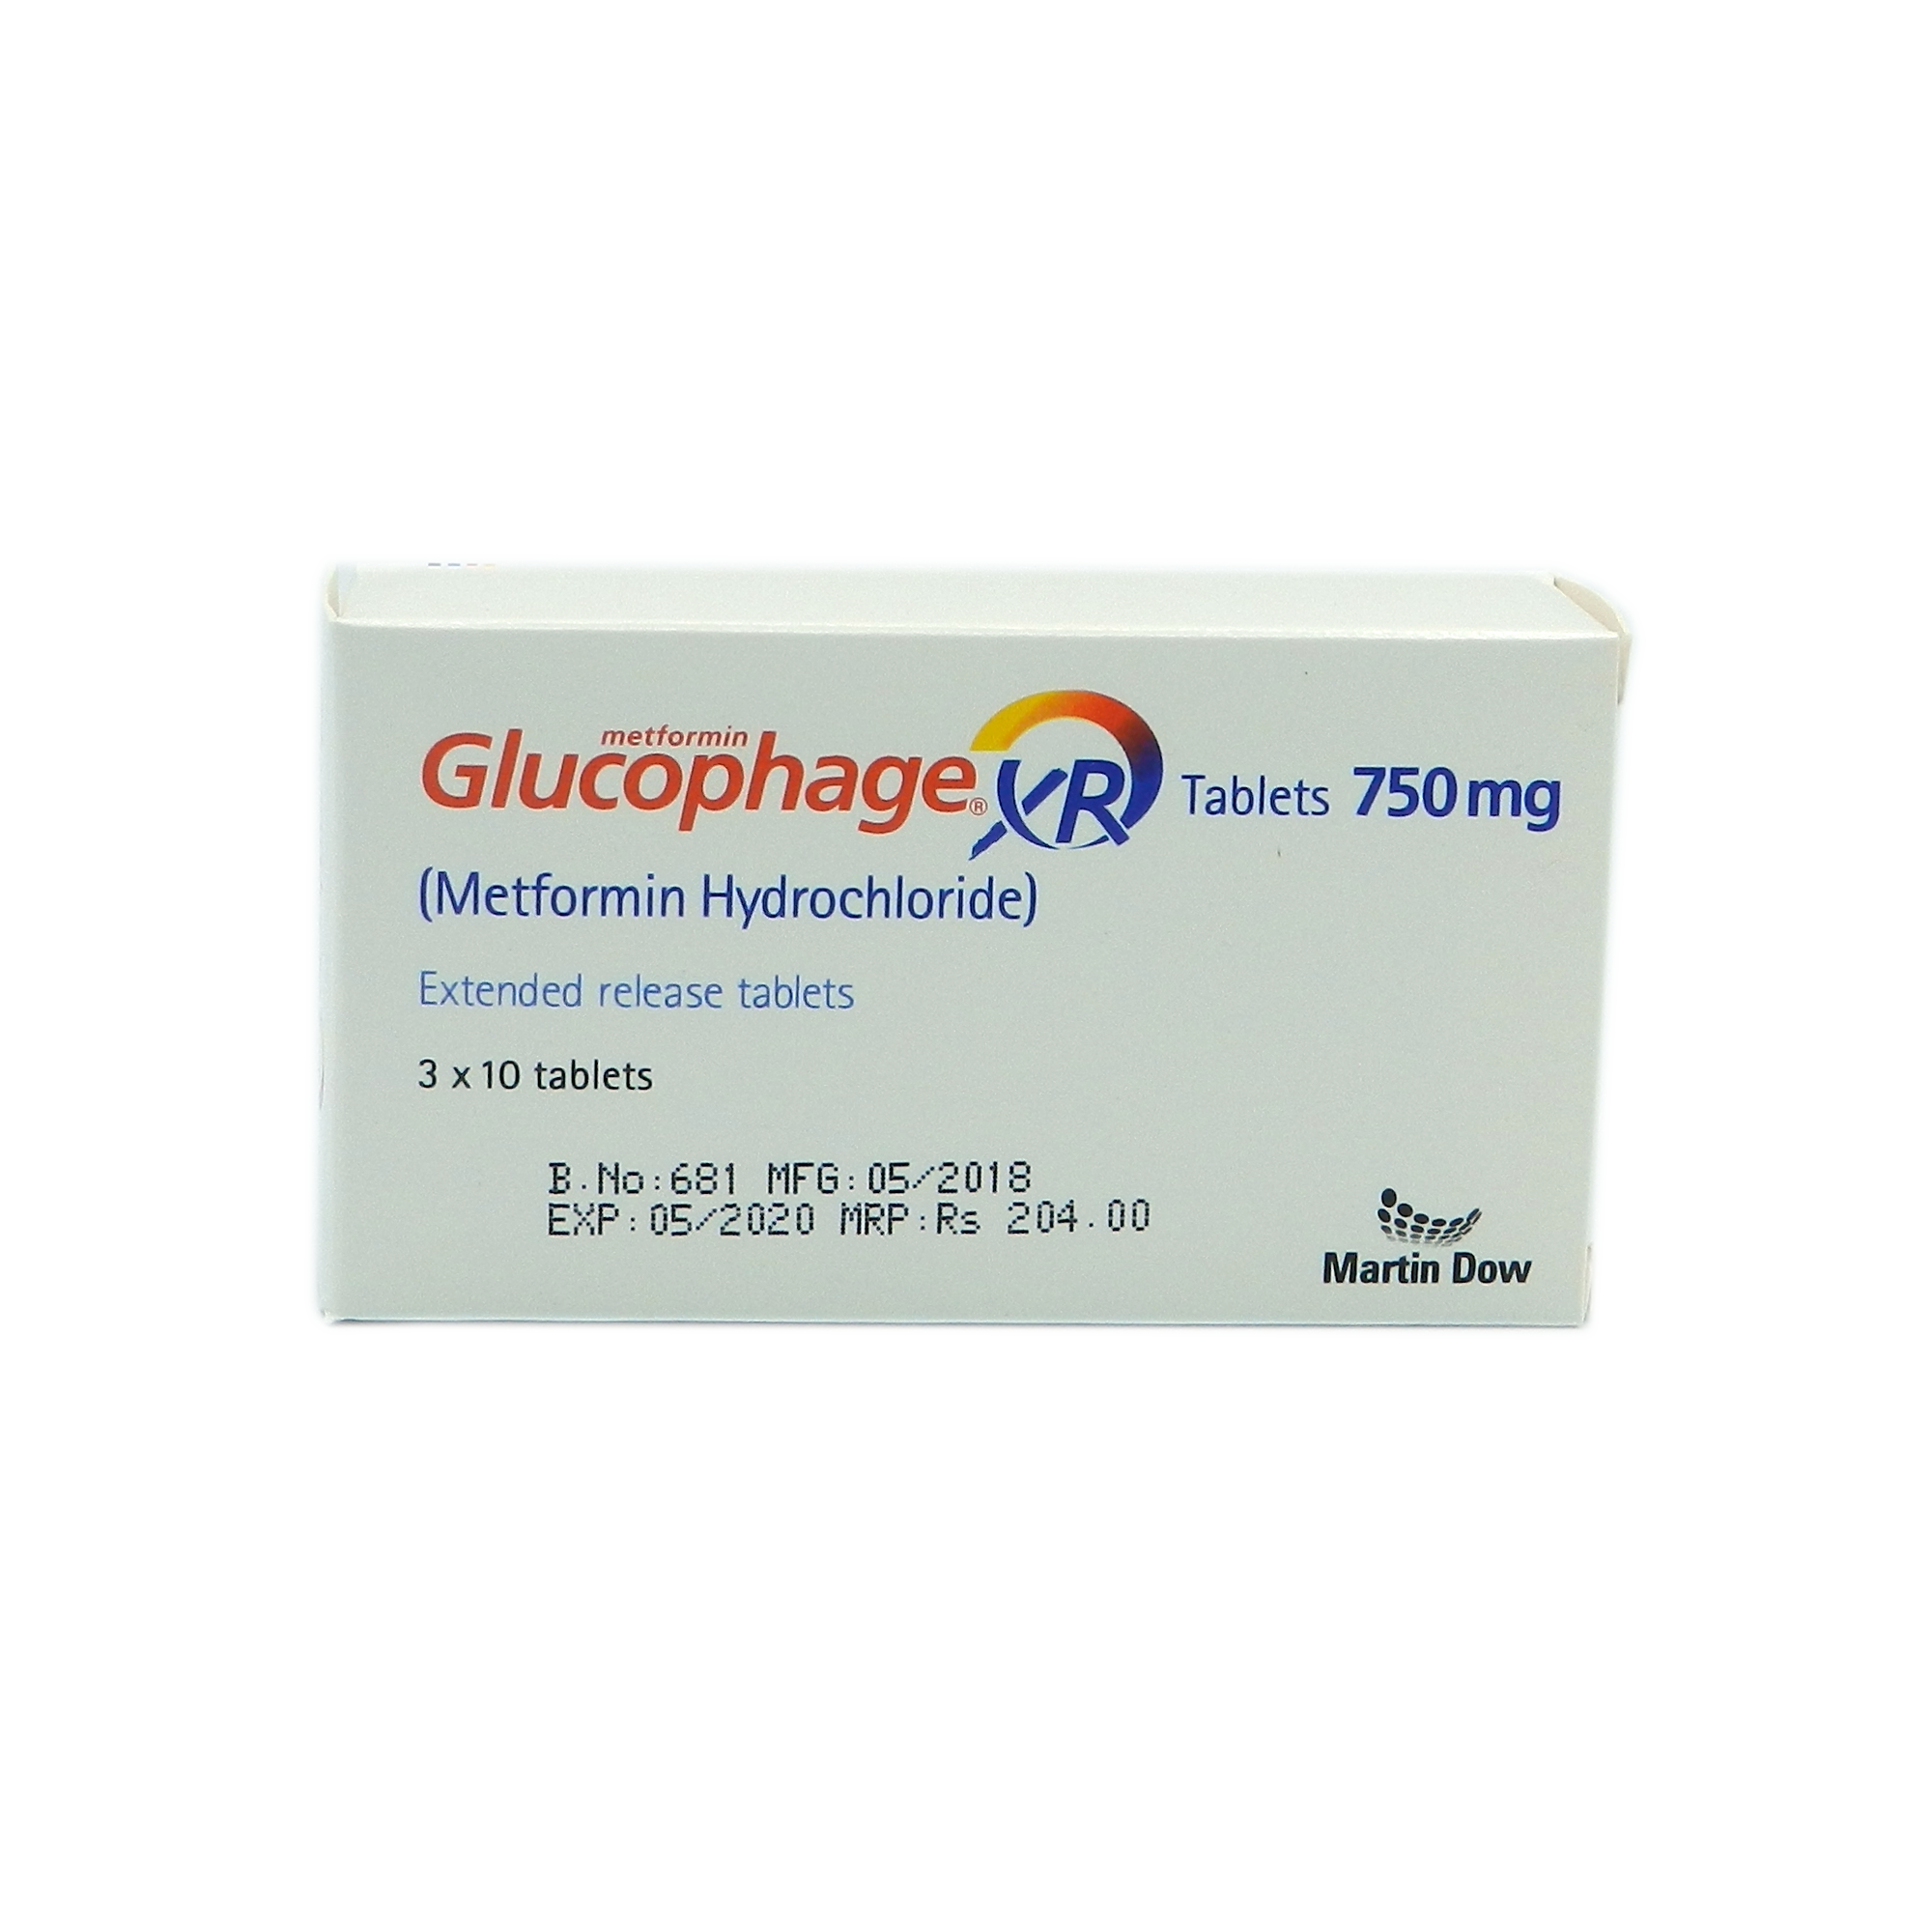 metformin
Glucophage® XR Tablets 750 mg
(Metformin Hydrochloride)
Extended release tablets
3 x 10 tablets
B.No:681 MFG:05/2018
EXP:05/2020 MRP:Rs 204.00
Martin Dow